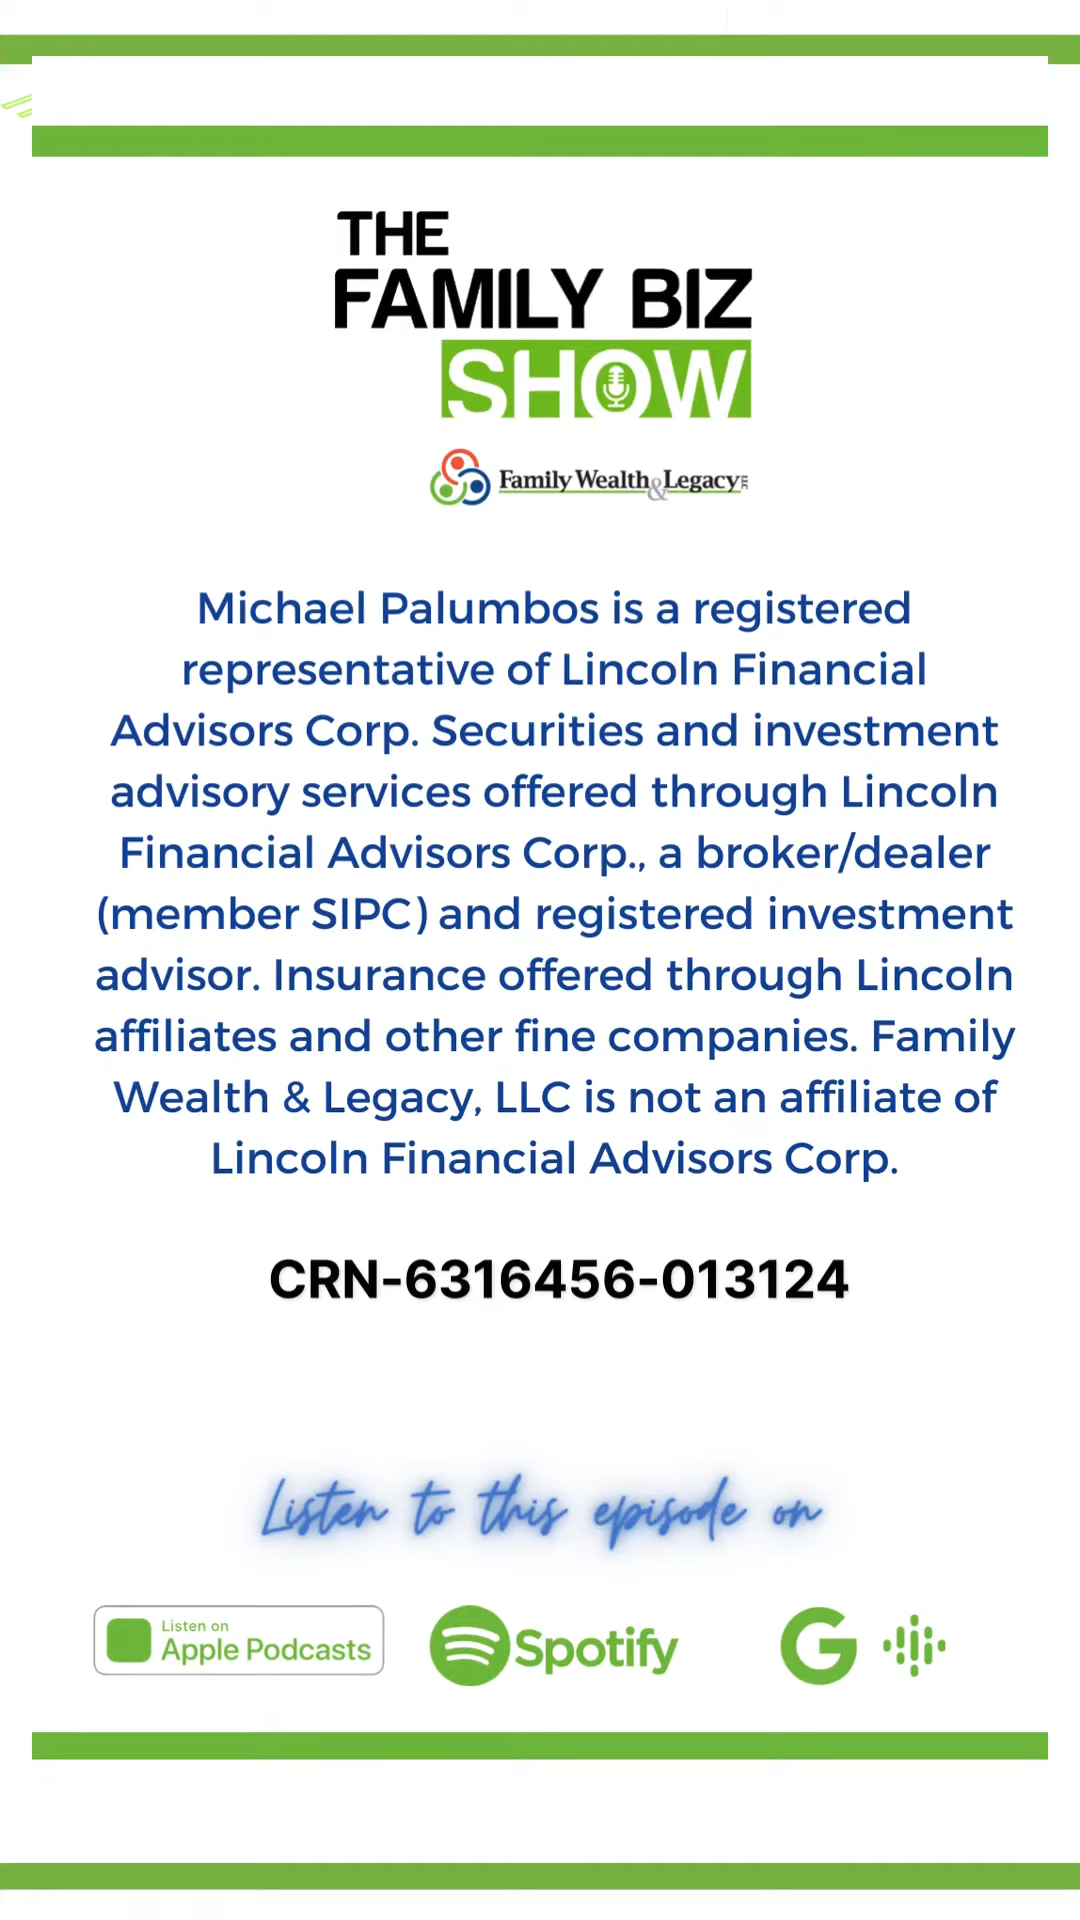 THE
FAMILY BIZ
SHOW
Family Wealth & Legacy LLC
Michael Palumbos is a registered
representative of Lincoln Financial
Advisors Corp. Securities and investment
advisory services offered through Lincoln
Financial Advisors Corp., a broker/dealer
(member SIPC) and registered investment
advisor. Insurance offered through Lincoln
affiliates and other fine companies. Family
Wealth & Legacy, LLC is not an affiliate of
Lincoln Financial Advisors Corp.
CRN-6316456-013124
Listen to this episode on
Listen on
Apple Podcasts
Spotify
G